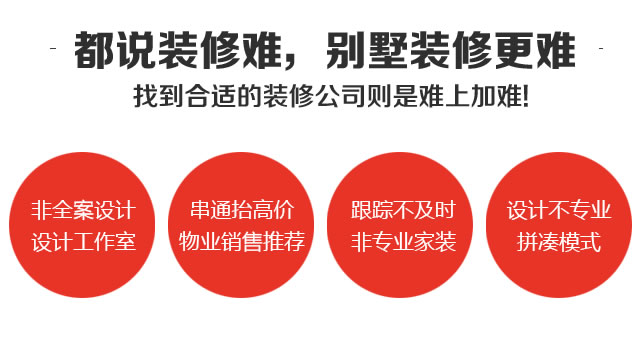 - 都说装修难，别墅装修更难 -
找到合适的装修公司则是难上加难!
非全案设计
设计工作室
串通抬高价
物业销售推荐
跟踪不及时
非专业家装
设计不专业
拼凑模式